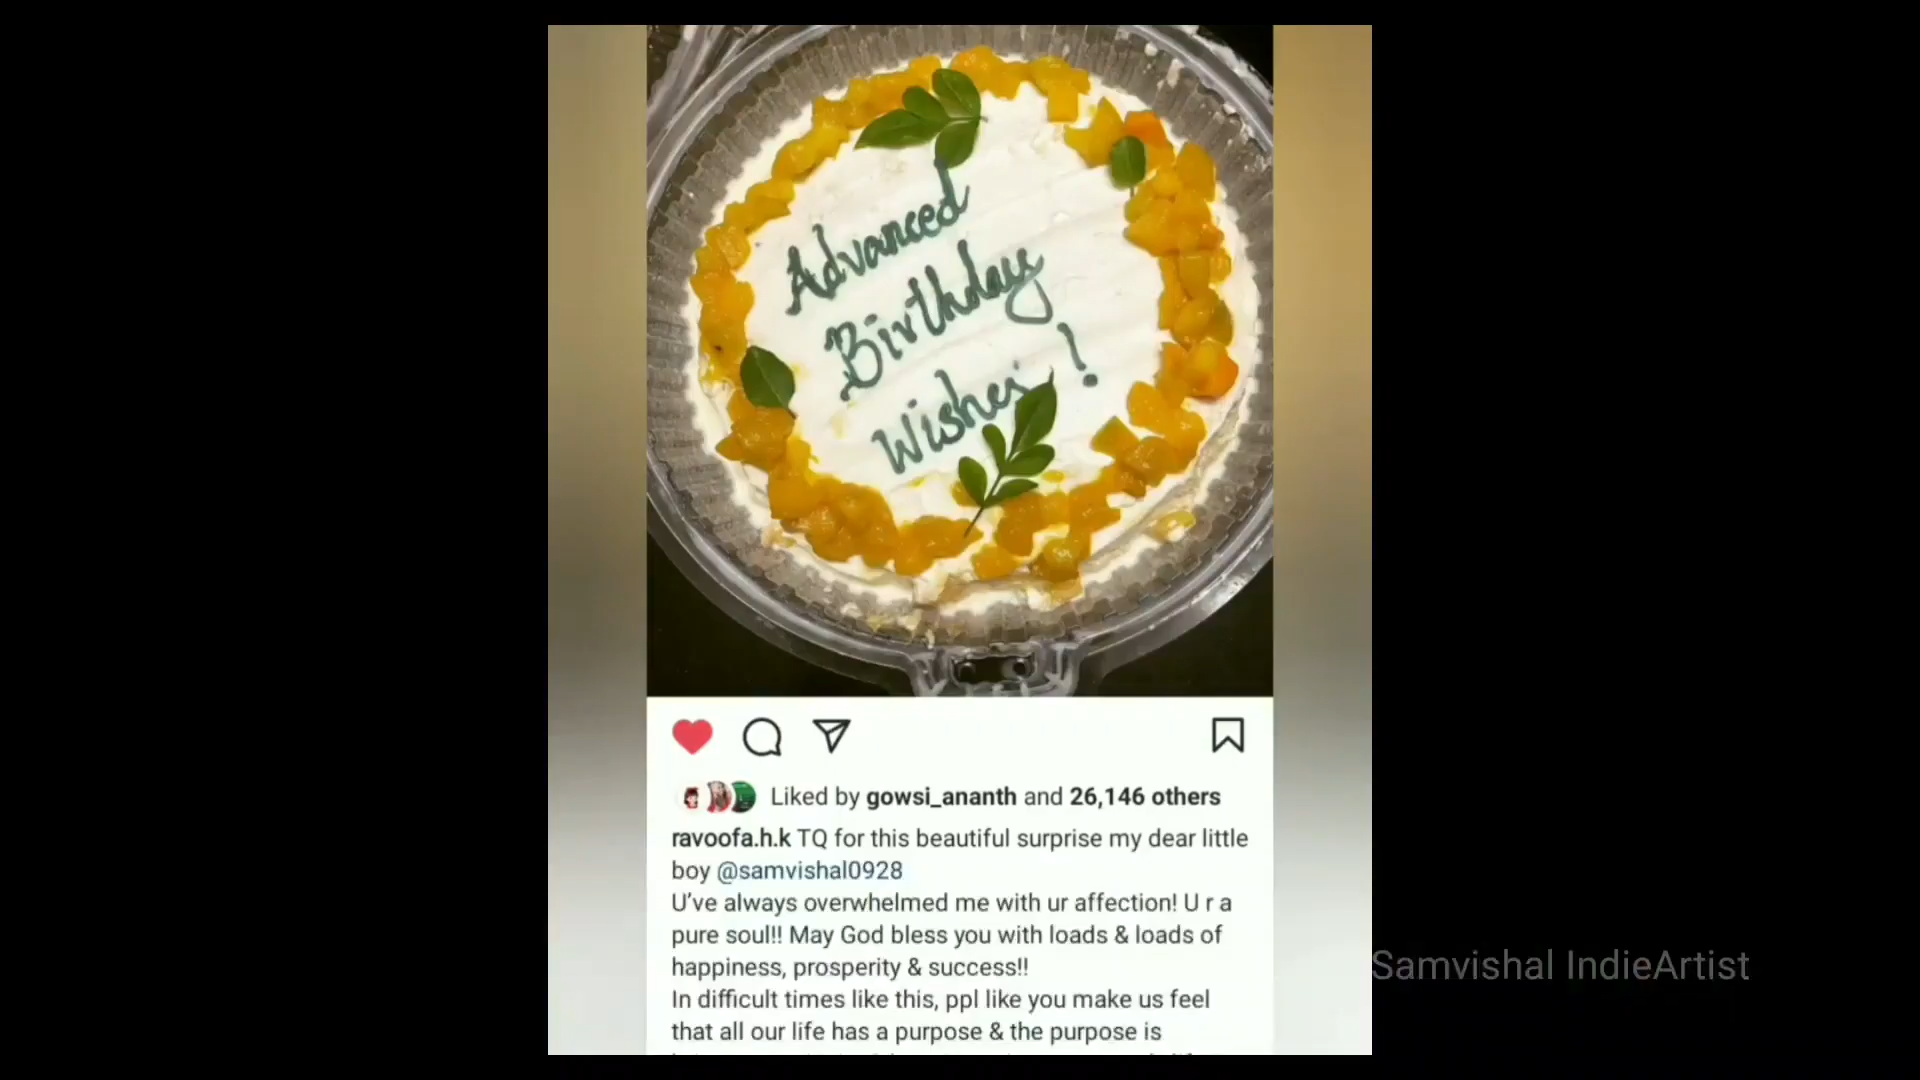 Advanced
Birthday
Wishes !
Liked by gowsi_ananth and 26,146 others
ravoofa.h.k TQ for this beautiful surprise my dear little
boy @samvishal0928
U've always overwhelmed me with ur affection! U r a
pure soul!! May God bless you with loads & loads of
happiness, prosperity & success!!
In difficult times like this, ppl like you make us feel
that all our life has a purpose & the purpose is
Samvishal IndieArtist